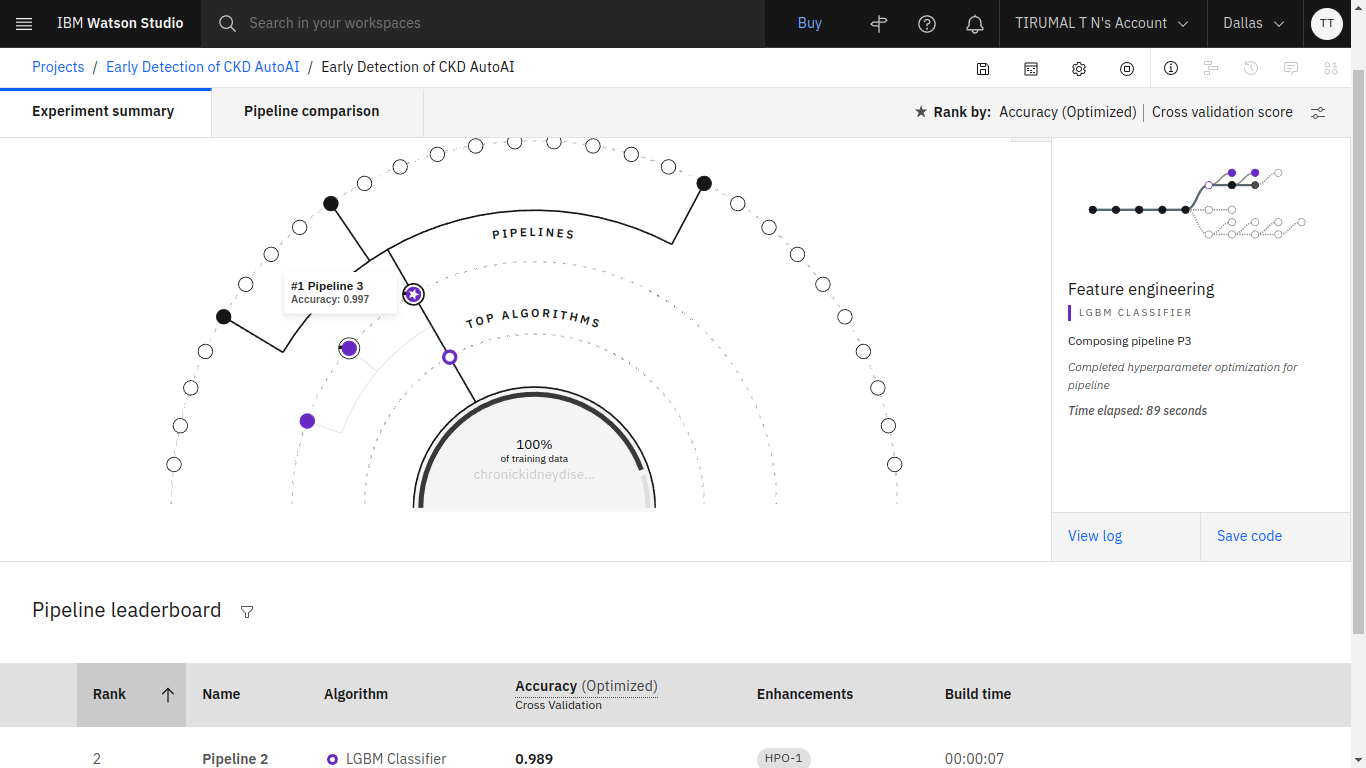 IBM Watson Studio
Search in your workspaces
Buy
TIRUMAL T N's Account
Dallas
TT
Projects / Early Detection of CKD AutoAI / Early Detection of CKD AutoAI
Experiment summary
Pipeline comparison
Rank by: Accuracy (Optimized) | Cross validation score
PIPELINES
#1 Pipeline 3
Accuracy: 0.997
TOP ALGORITHMS
100%
of training data
chronickidneydise...
Feature engineering
LGBM CLASSIFIER
Composing pipeline P3
Completed hyperparameter optimization for
pipeline
Time elapsed: 89 seconds
View log
Save code
Pipeline leaderboard
Rank
Name
Algorithm
Accuracy (Optimized)
Cross Validation
Enhancements
Build time
2
Pipeline 2
LGBM Classifier
0.989
HPO-1
00:00:07